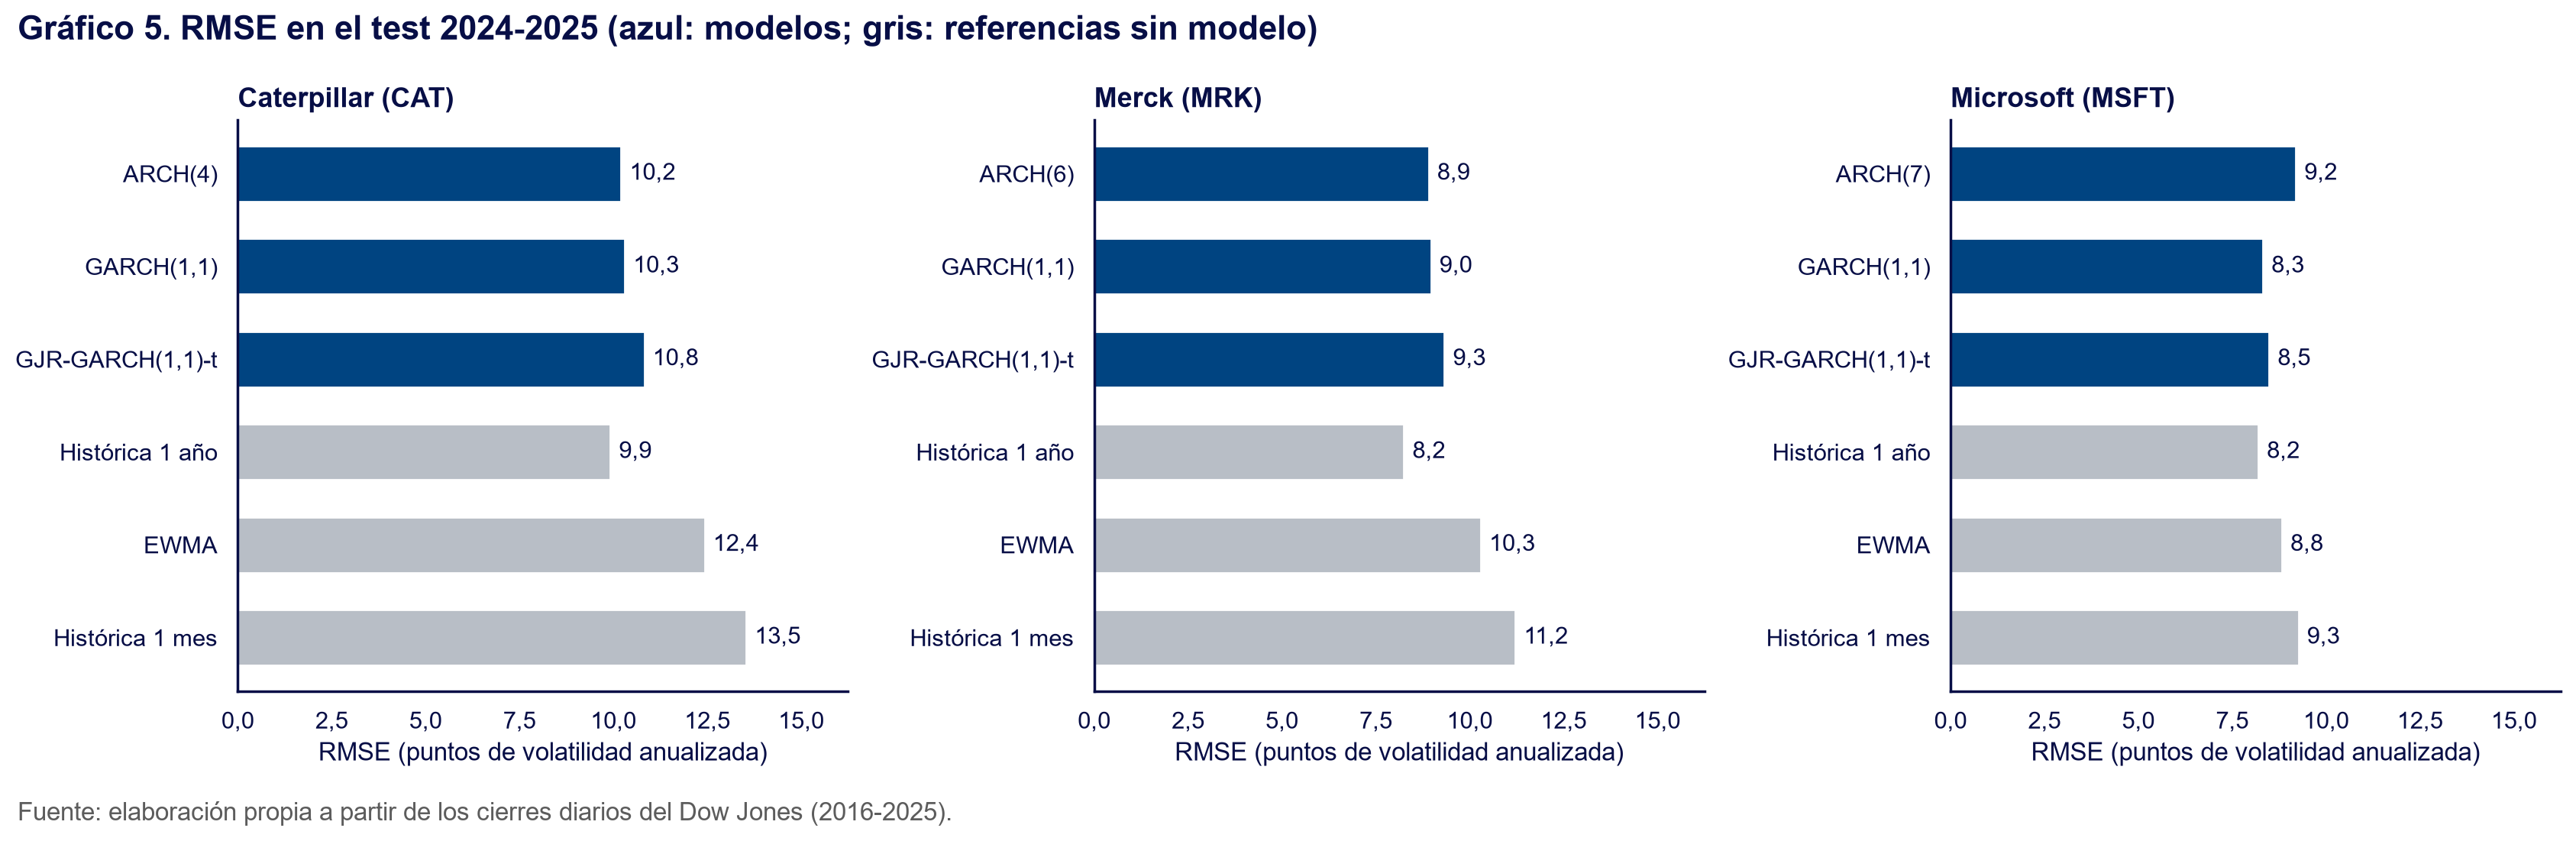 Gráfico 5. RMSE en el test 2024-2025 (azul: modelos; gris: referencias sin modelo)
Caterpillar (CAT)
ARCH(4)
10,2
GARCH(1,1)
10,3
GJR-GARCH(1,1)-t
10,8
Histórica 1 año
9,9
EWMA
12,4
Histórica 1 mes
13,5
0,0 2,5 5,0 7,5 10,0 12,5 15,0
RMSE (puntos de volatilidad anualizada)
Merck (MRK)
ARCH(6)
8,9
GARCH(1,1)
9,0
GJR-GARCH(1,1)-t
9,3
Histórica 1 año
8,2
EWMA
10,3
Histórica 1 mes
11,2
0,0 2,5 5,0 7,5 10,0 12,5 15,0
RMSE (puntos de volatilidad anualizada)
Microsoft (MSFT)
ARCH(7)
9,2
GARCH(1,1)
8,3
GJR-GARCH(1,1)-t
8,5
Histórica 1 año
8,2
EWMA
8,8
Histórica 1 mes
9,3
0,0 2,5 5,0 7,5 10,0 12,5 15,0
RMSE (puntos de volatilidad anualizada)
Fuente: elaboración propia a partir de los cierres diarios del Dow Jones (2016-2025).